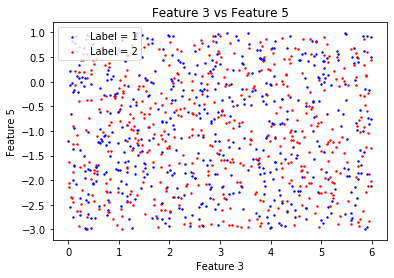 Feature 3 vs Feature 5
Label = 1
Label = 2
1.0
0.5
0.0
−0.5
−1.0
−1.5
−2.0
−2.5
−3.0
Feature 5
0 1 2 3 4 5 6
Feature 3